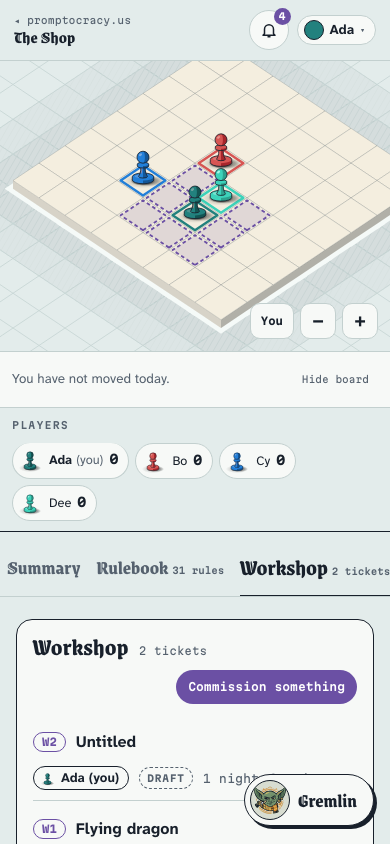 ◂ promptocracy.us
The Shop
4
Ada ▾
You − +
You have not moved today.
Hide board
PLAYERS
Ada (you) 0
Bo 0
Cy 0
Dee 0
Summary
Rulebook 31 rules
Workshop 2 tickets
Workshop 2 tickets
Commission something
W2 Untitled
Ada (you) DRAFT 1 night
Gremlin
W1 Flying dragon